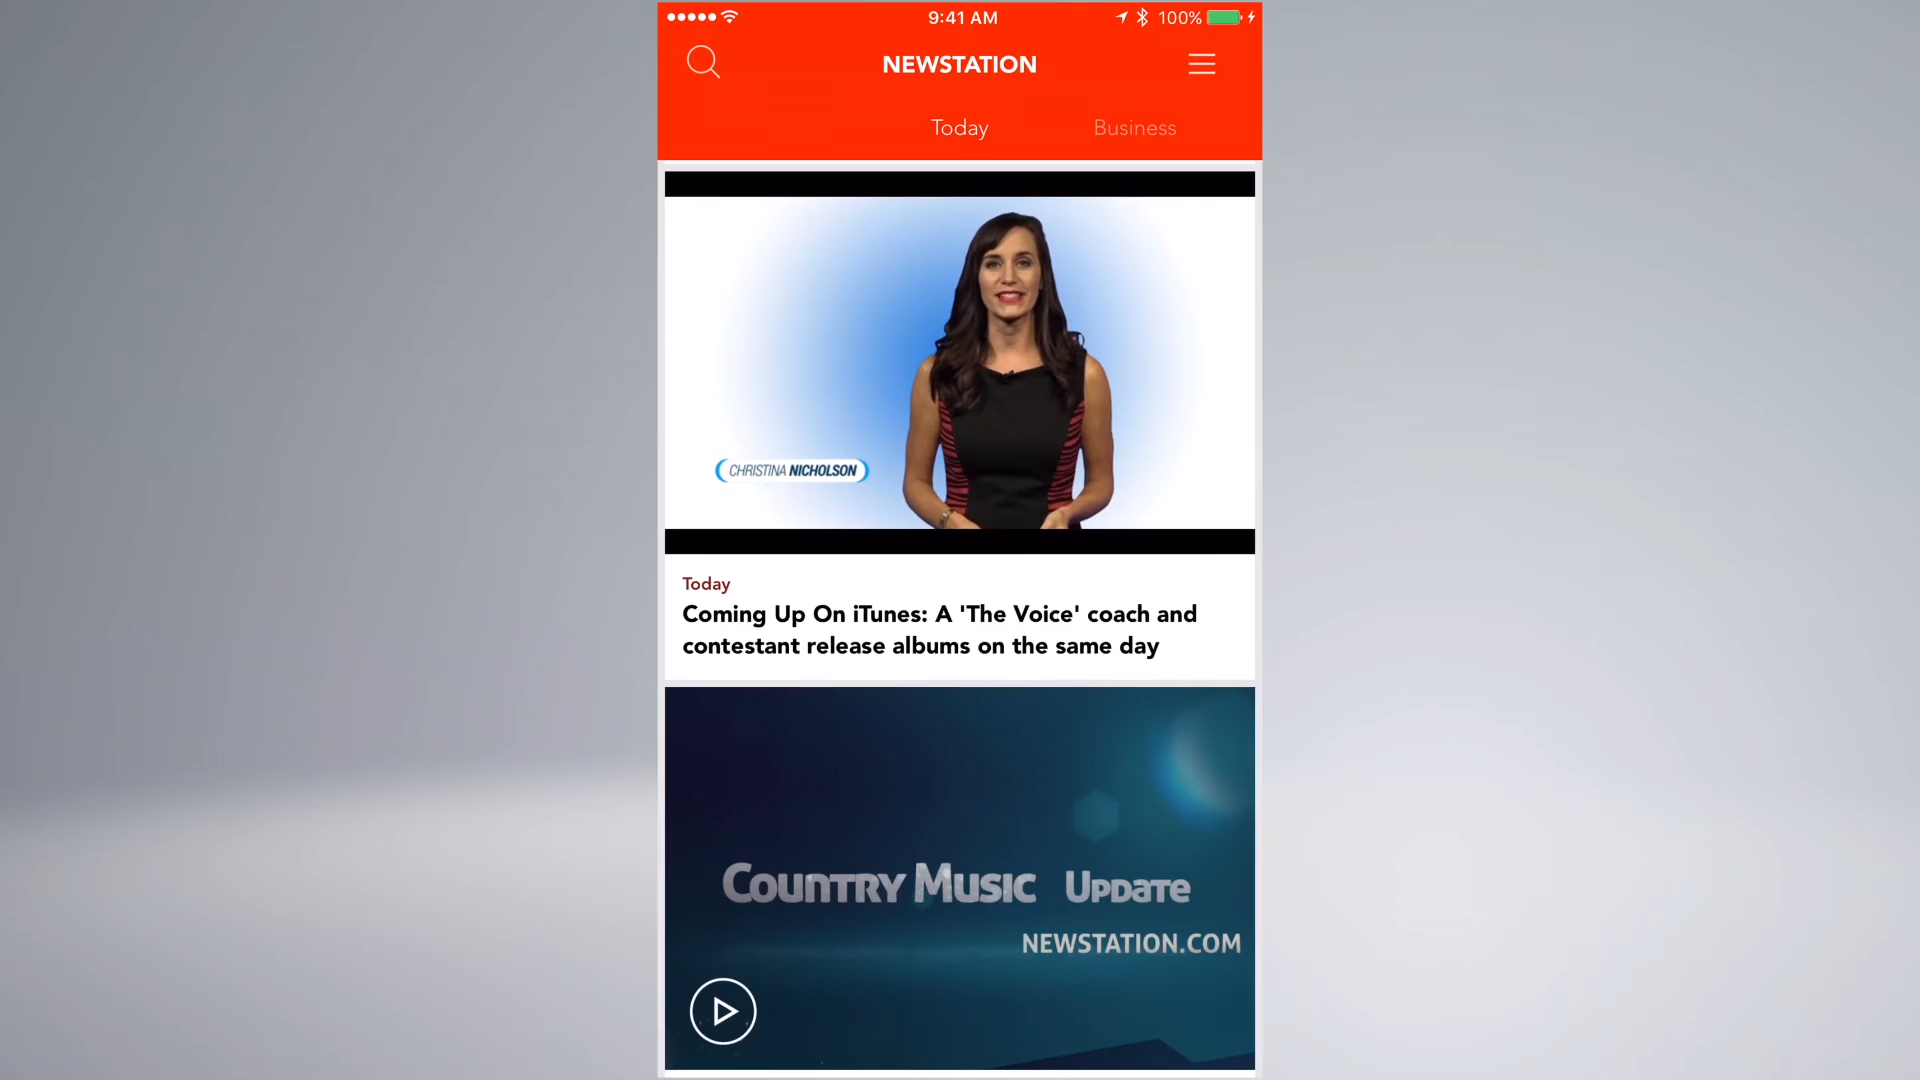 9:41 AM
100%
NEWSTATION
Today
Business
CHRISTINA NICHOLSON
Today
Coming Up On iTunes: A 'The Voice' coach and
contestant release albums on the same day
COUNTRY MUSIC UPDATE
NEWSTATION.COM